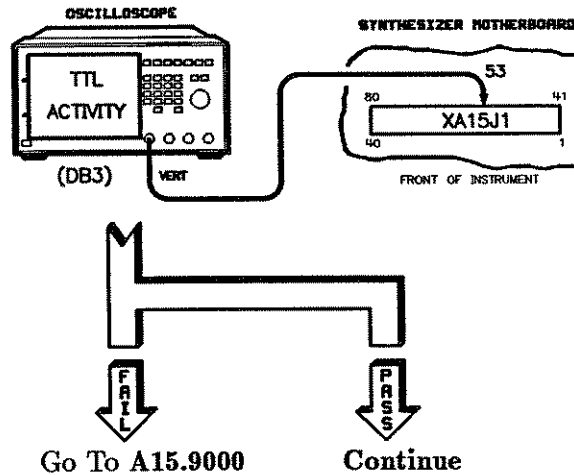 OSCILLOSCOPE
SYNTHESIZER MOTHERBOARD
TTL
ACTIVITY
53
80
41
XA15J1
40
1
(DB3)
VERT
FRONT OF INSTRUMENT
FAIL
PASS
Go To A15.9000
Continue